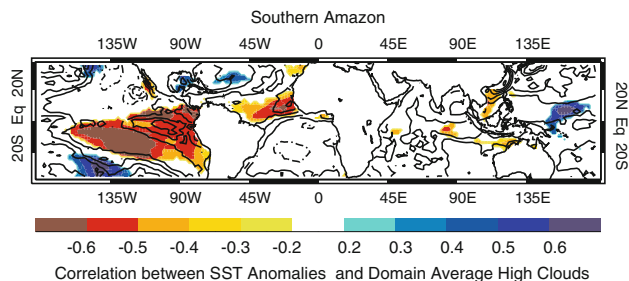 Southern Amazon
135W 90W 45W 0 45E 90E 135E
20S Eq 20N
20N Eq 20S
135W 90W 45W 0 45E 90E 135E
-0.6 -0.5 -0.4 -0.3 -0.2 0.2 0.3 0.4 0.5 0.6
Correlation between SST Anomalies and Domain Average High Clouds